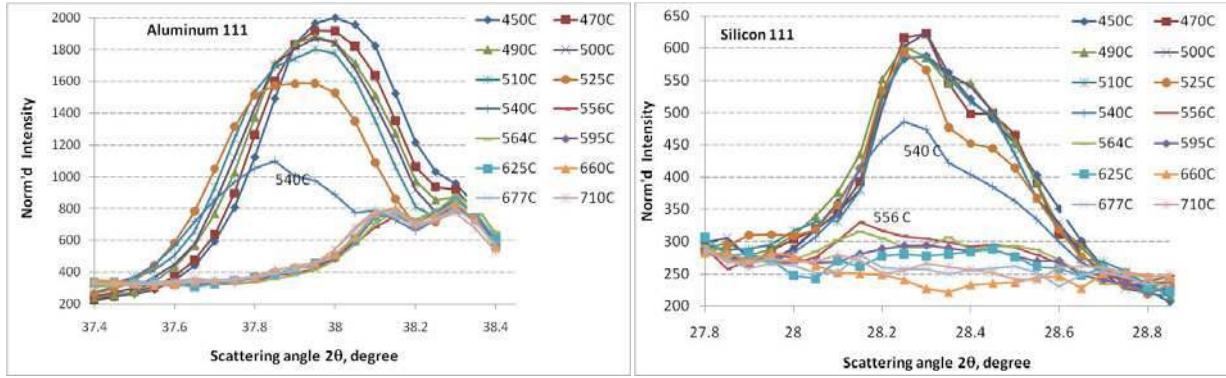 Aluminum 111
Norm'd Intensity
2000
1800
1600
1400
1200
1000
800
600
400
200
37.4
37.6
37.8
38
38.2
38.4
Scattering angle 2θ, degree
540C
450C
470C
490C
500C
510C
525C
540C
556C
564C
595C
625C
660C
677C
710C
Silicon 111
Norm'd Intensity
650
600
550
500
450
400
350
300
250
200
27.8
28
28.2
28.4
28.6
28.8
Scattering angle 2θ, degree
540 C
556 C
450C
470C
490C
500C
510C
525C
540C
556C
564C
595C
625C
660C
677C
710C